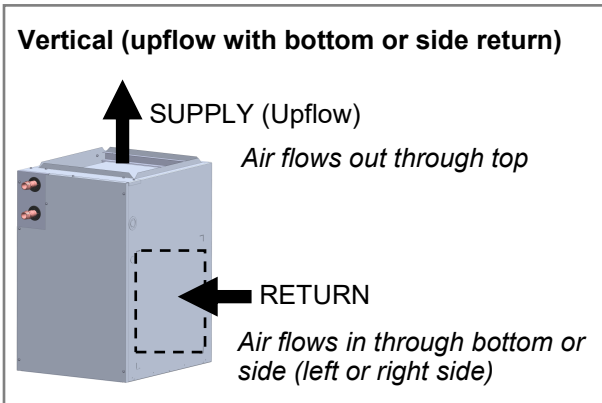 Vertical (upflow with bottom or side return)
SUPPLY (Upflow)
Air flows out through top
RETURN
Air flows in through bottom or
side (left or right side)